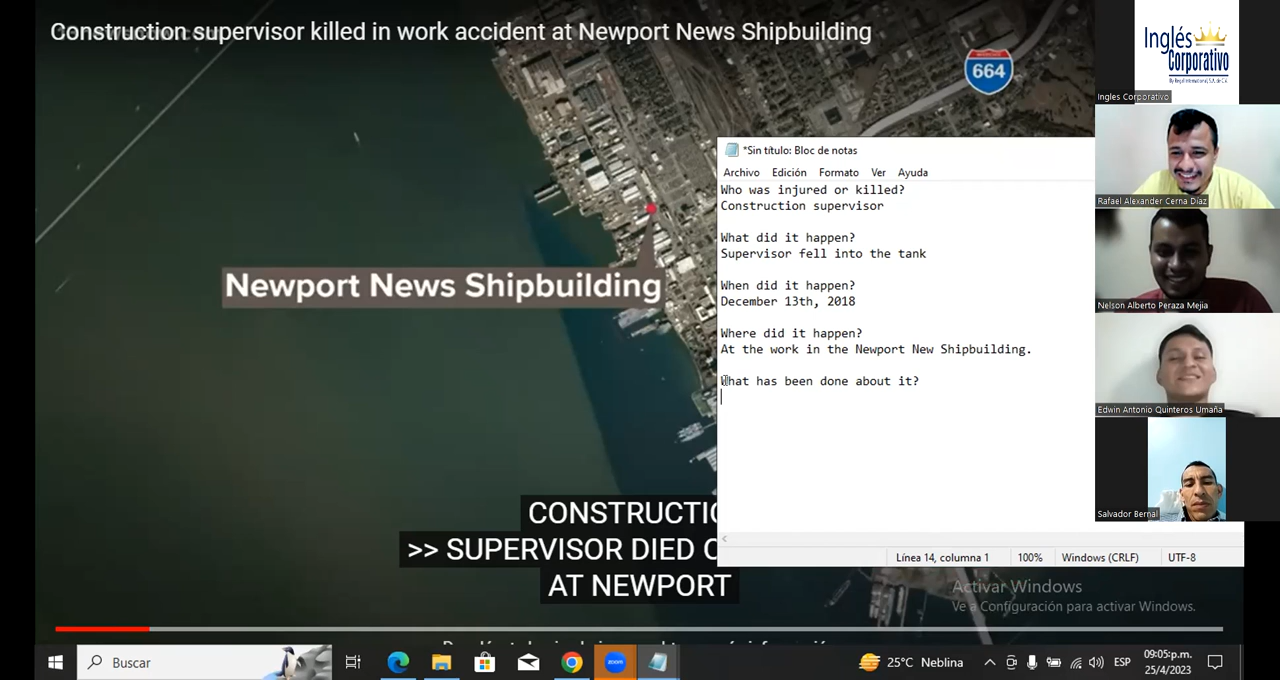 Construction supervisor killed in work accident at Newport News Shipbuilding
664
Newport News Shipbuilding
CONSTRUCTIO
>> SUPERVISOR DIED
AT NEWPORT
*Sin título: Bloc de notas
Archivo Edición Formato Ver Ayuda
Who was injured or killed?
Construction supervisor
What did it happen?
Supervisor fell into the tank
When did it happen?
December 13th, 2018
Where did it happen?
At the work in the Newport New Shipbuilding.
What has been done about it?
Línea 14, columna 1 100% Windows (CRLF) UTF-8
Activar Windows
Ve a Configuración para activar Windows.
Inglés
Corporativo
Ingles Corporativo
Rafael Alexander Cerna Diaz
Nelson Alberto Peraza Mejia
Edwin Antonio Quinteros Umaña
Salvador Bernal
Buscar
zoom
25°C Neblina
ESP
09:05 p.m.
25/4/2023